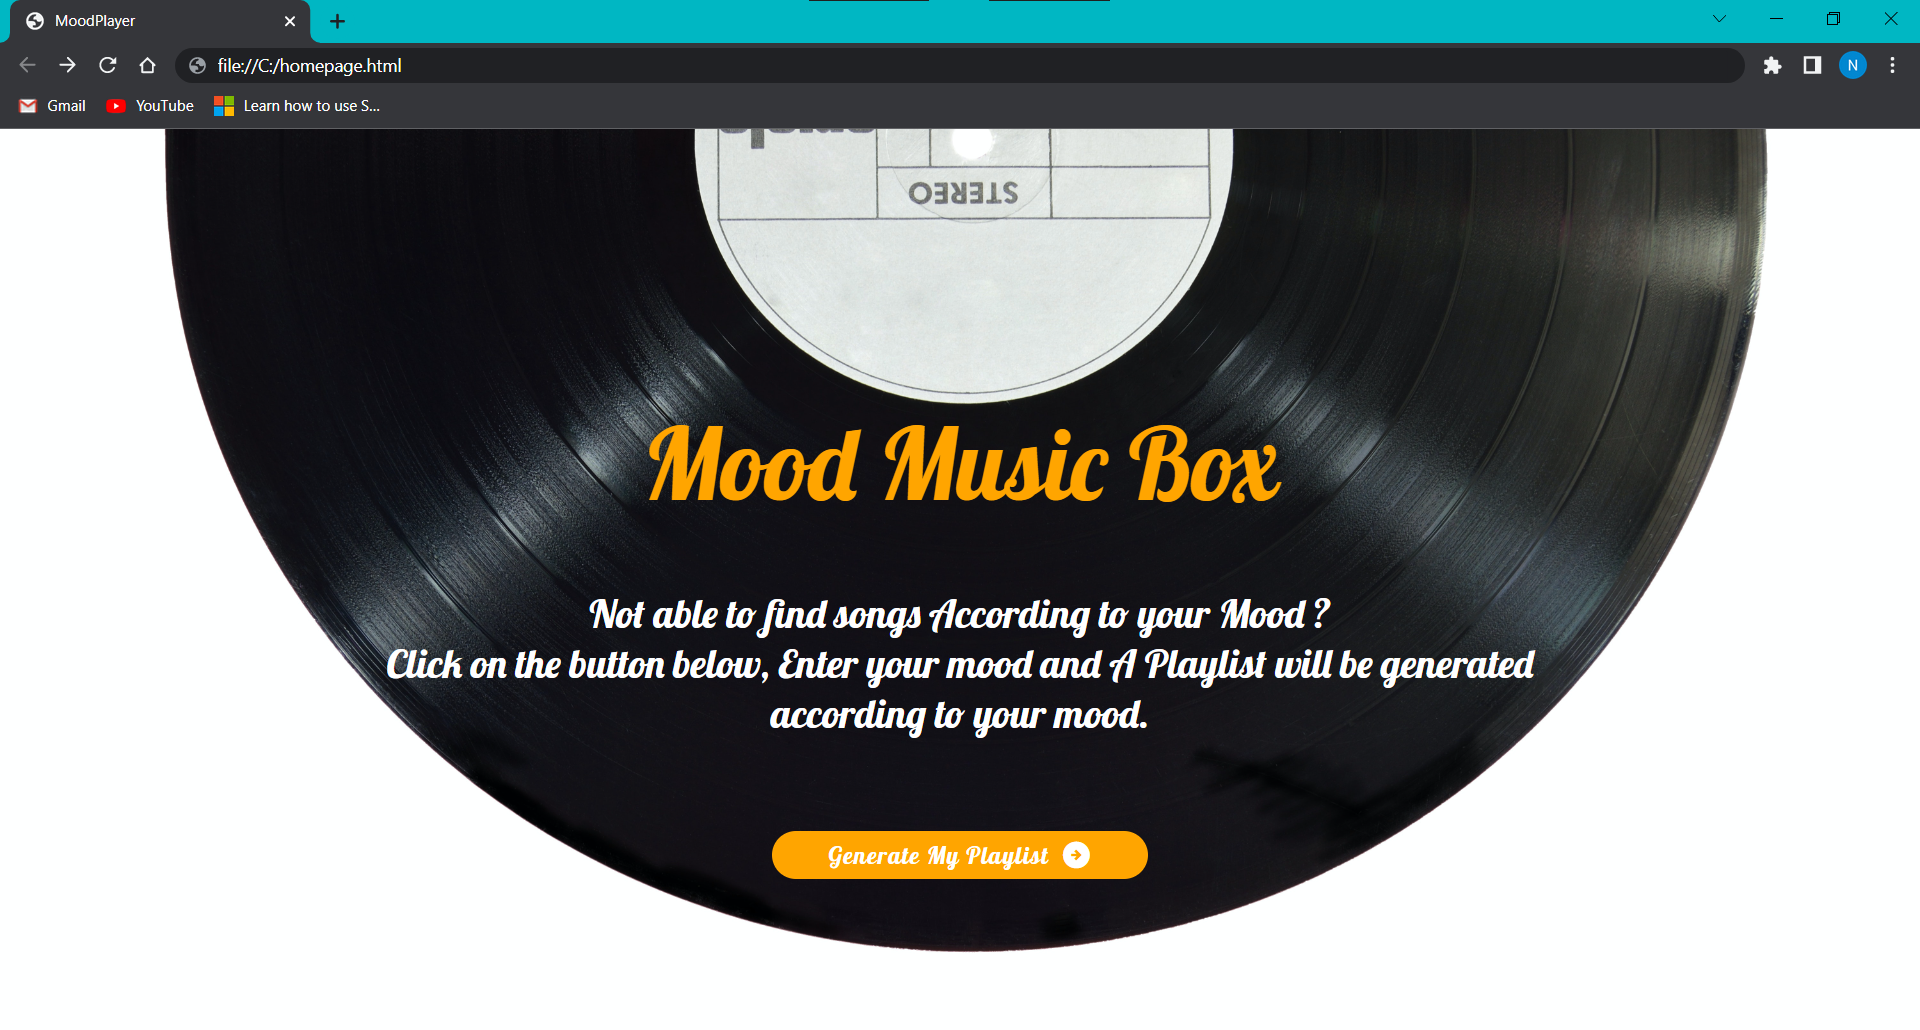 MoodPlayer
file://C:/homepage.html
N
Gmail
YouTube
Learn how to use S...
STEREO
Mood Music Box
Not able to find songs According to your Mood ?
Click on the button below, Enter your mood and A Playlist will be generated
according to your mood.
Generate My Playlist